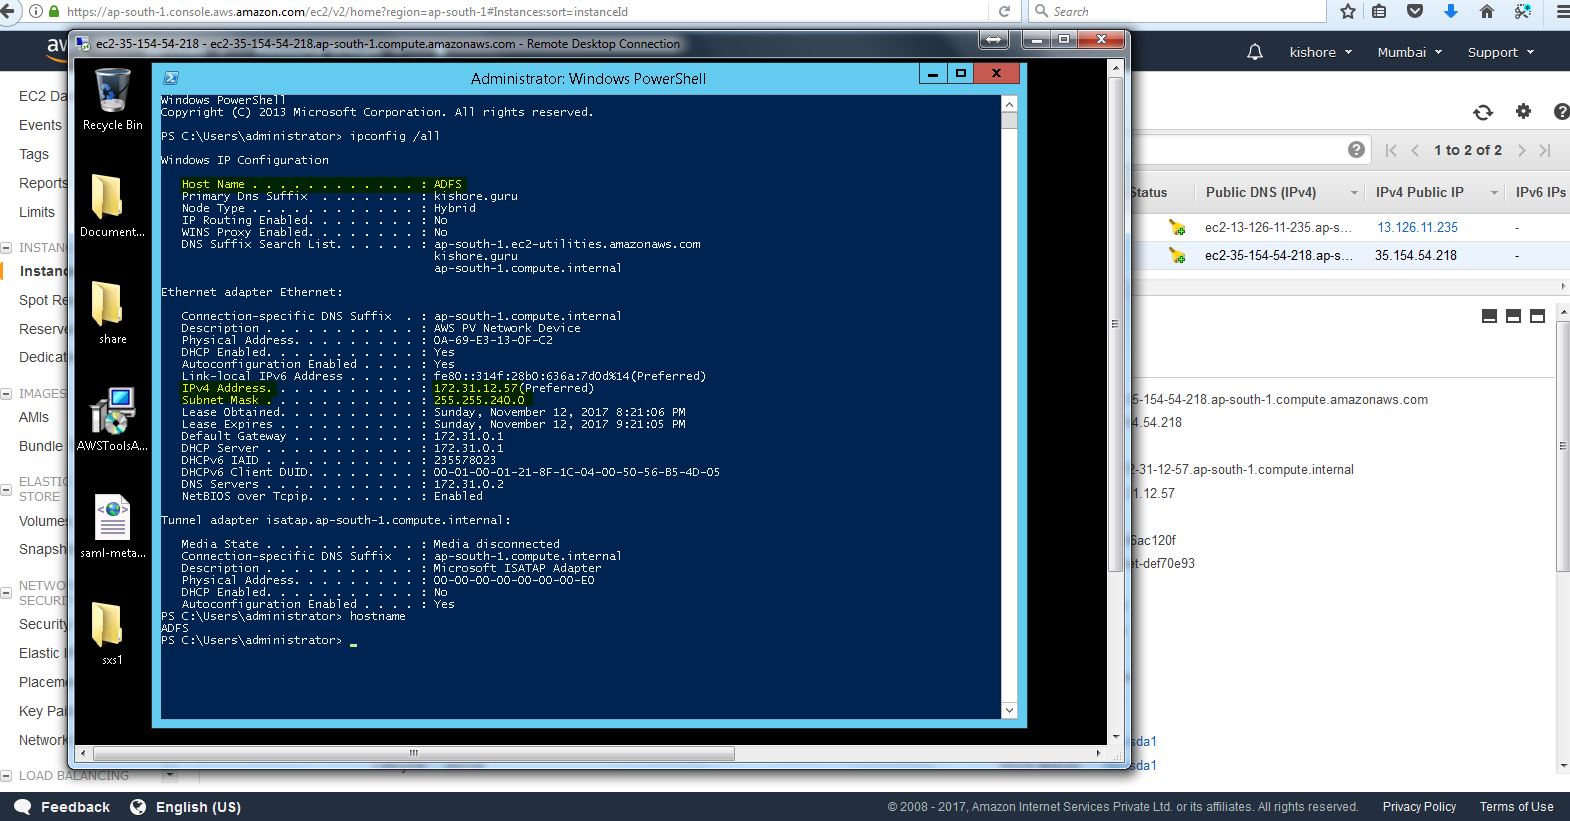 https://ap-south-1.console.aws.amazon.com/ec2/v2/home?region=ap-south-1#Instances:sort=instanceId
Search
ec2-35-154-54-218 - ec2-35-154-54-218.ap-south-1.compute.amazonaws.com - Remote Desktop Connection
kishore
Mumbai
Support
EC2 Da
Events
Tags
Reports
Limits
INSTAN
Instanc
Spot Re
Reserve
Dedicat
IMAGES
AMIs
Bundle
ELASTIC
STORE
Volumes
Snapsh
NETWO
SECURI
Security
Elastic I
Placem
Key Pai
Network
LOAD BALANCING
Recycle Bin
Document...
share
AWSToolsA...
saml-meta...
sxs1
Administrator: Windows PowerShell
Windows PowerShell
Copyright (C) 2013 Microsoft Corporation. All rights reserved.
PS C:\Users\administrator> ipconfig /all
Windows IP Configuration
Host Name . . . . . . . . . . . . : ADFS
Primary Dns Suffix . . . . . . . : kishore.guru
Node Type . . . . . . . . . . . . : Hybrid
IP Routing Enabled. . . . . . . . : No
WINS Proxy Enabled. . . . . . . . : No
DNS Suffix Search List. . . . . . : ap-south-1.ec2-utilities.amazonaws.com
kishore.guru
ap-south-1.compute.internal
Ethernet adapter Ethernet:
Connection-specific DNS Suffix . : ap-south-1.compute.internal
Description . . . . . . . . . . . : AWS PV Network Device
Physical Address. . . . . . . . . : 0A-69-E3-13-0F-C2
DHCP Enabled. . . . . . . . . . . : Yes
Autoconfiguration Enabled . . . . : Yes
Link-local IPv6 Address . . . . . : fe80::314f:28b0:636a:7d0d%14(Preferred)
IPv4 Address. . . . . . . . . . . : 172.31.12.57(Preferred)
Subnet Mask . . . . . . . . . . . : 255.255.240.0
Lease Obtained. . . . . . . . . . : Sunday, November 12, 2017 8:21:06 PM
Lease Expires . . . . . . . . . . : Sunday, November 12, 2017 9:21:05 PM
Default Gateway . . . . . . . . . : 172.31.0.1
DHCP Server . . . . . . . . . . . : 172.31.0.1
DHCPv6 IAID . . . . . . . . . . . : 235578023
DHCPv6 Client DUID. . . . . . . . : 00-01-00-01-21-8F-1C-04-00-50-56-B5-4D-05
DNS Servers . . . . . . . . . . . : 172.31.0.2
NetBIOS over Tcpip. . . . . . . . : Enabled
Tunnel adapter isatap.ap-south-1.compute.internal:
Media State . . . . . . . . . . . : Media disconnected
Connection-specific DNS Suffix . : ap-south-1.compute.internal
Description . . . . . . . . . . . : Microsoft ISATAP Adapter
Physical Address. . . . . . . . . : 00-00-00-00-00-00-00-E0
DHCP Enabled. . . . . . . . . . . : No
Autoconfiguration Enabled . . . . : Yes
PS C:\Users\administrator> hostname
ADFS
PS C:\Users\administrator>
1 to 2 of 2
Status
Public DNS (IPv4)
IPv4 Public IP
IPv6 IPs
ec2-13-126-11-235.ap-s...
13.126.11.235
-
ec2-35-154-54-218.ap-s...
35.154.54.218
-
5-154-54-218.ap-south-1.compute.amazonaws.com
4.54.218
2-31-12-57.ap-south-1.compute.internal
1.12.57
6ac120f
et-def70e93
sda1
sda1
Feedback
English (US)
© 2008 - 2017, Amazon Internet Services Private Ltd. or its affiliates. All rights reserved.
Privacy Policy
Terms of Use